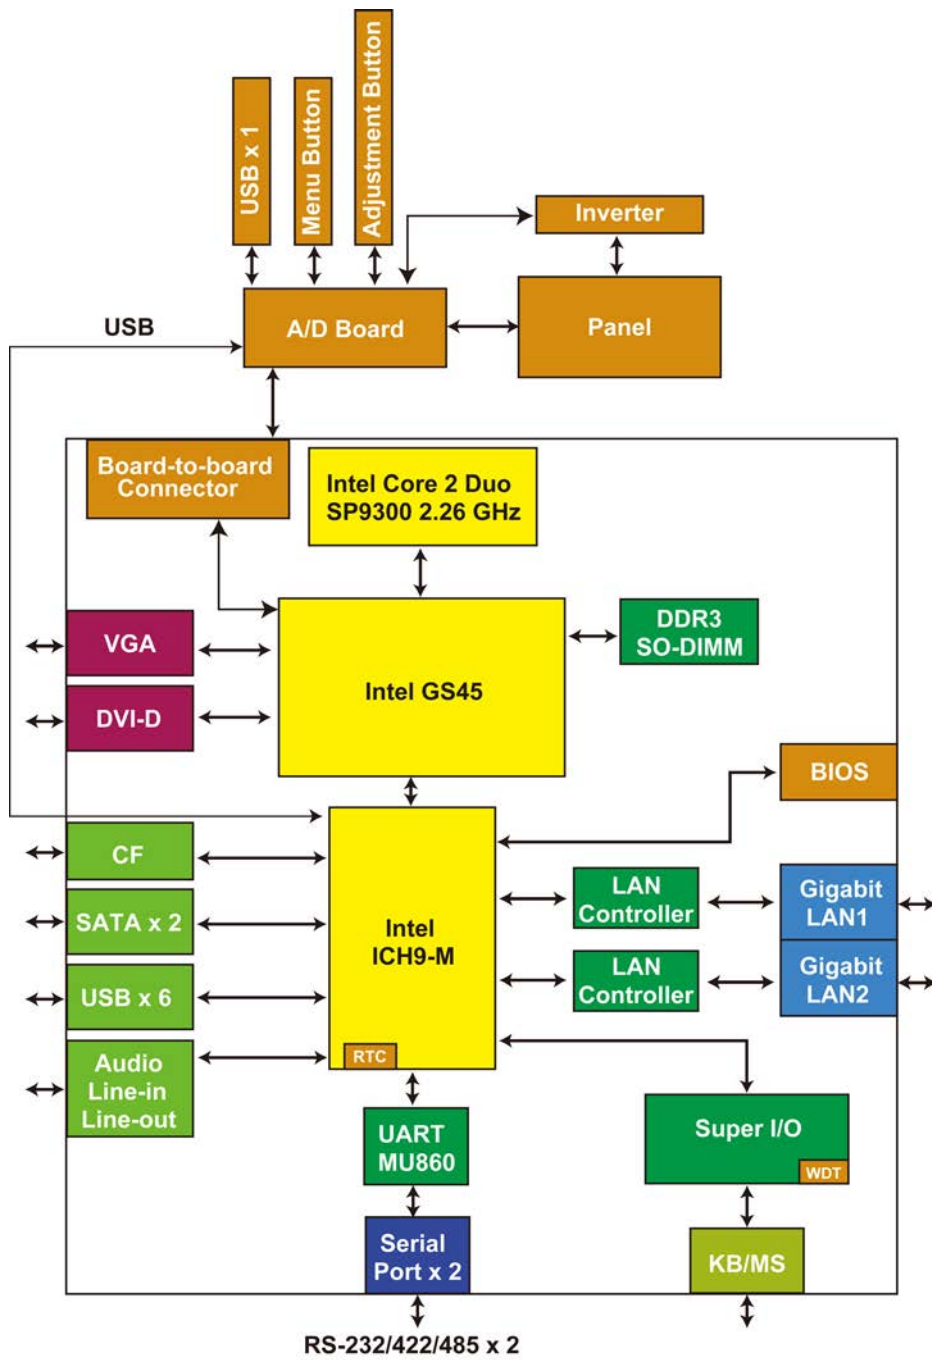 USB x 1
Menu Button
Adjustment Button
Inverter
USB
A/D Board
Panel
Board-to-board
Connector
Intel Core 2 Duo
SP9300 2.26 GHz
VGA
DDR3
SO-DIMM
Intel GS45
DVI-D
BIOS
CF
LAN
Controller
Gigabit
LAN1
SATA x 2
Intel
ICH9-M
LAN
Controller
Gigabit
LAN2
USB x 6
RTC
Audio
Line-in
Line-out
UART
MU860
Super I/O
WDT
Serial
Port x 2
KB/MS
RS-232/422/485 x 2